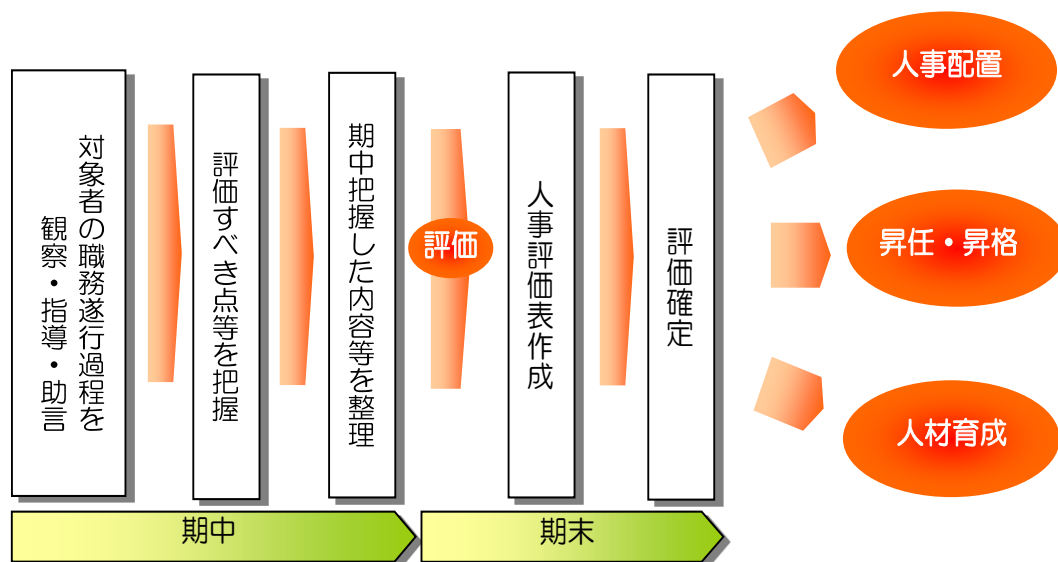 対象者の職務遂行過程を
観察・指導・助言
評価すべき点等を把握
期中把握した内容等を整理
評価
人事評価表作成
評価確定
人事配置
昇任・昇格
人材育成
期中
期末